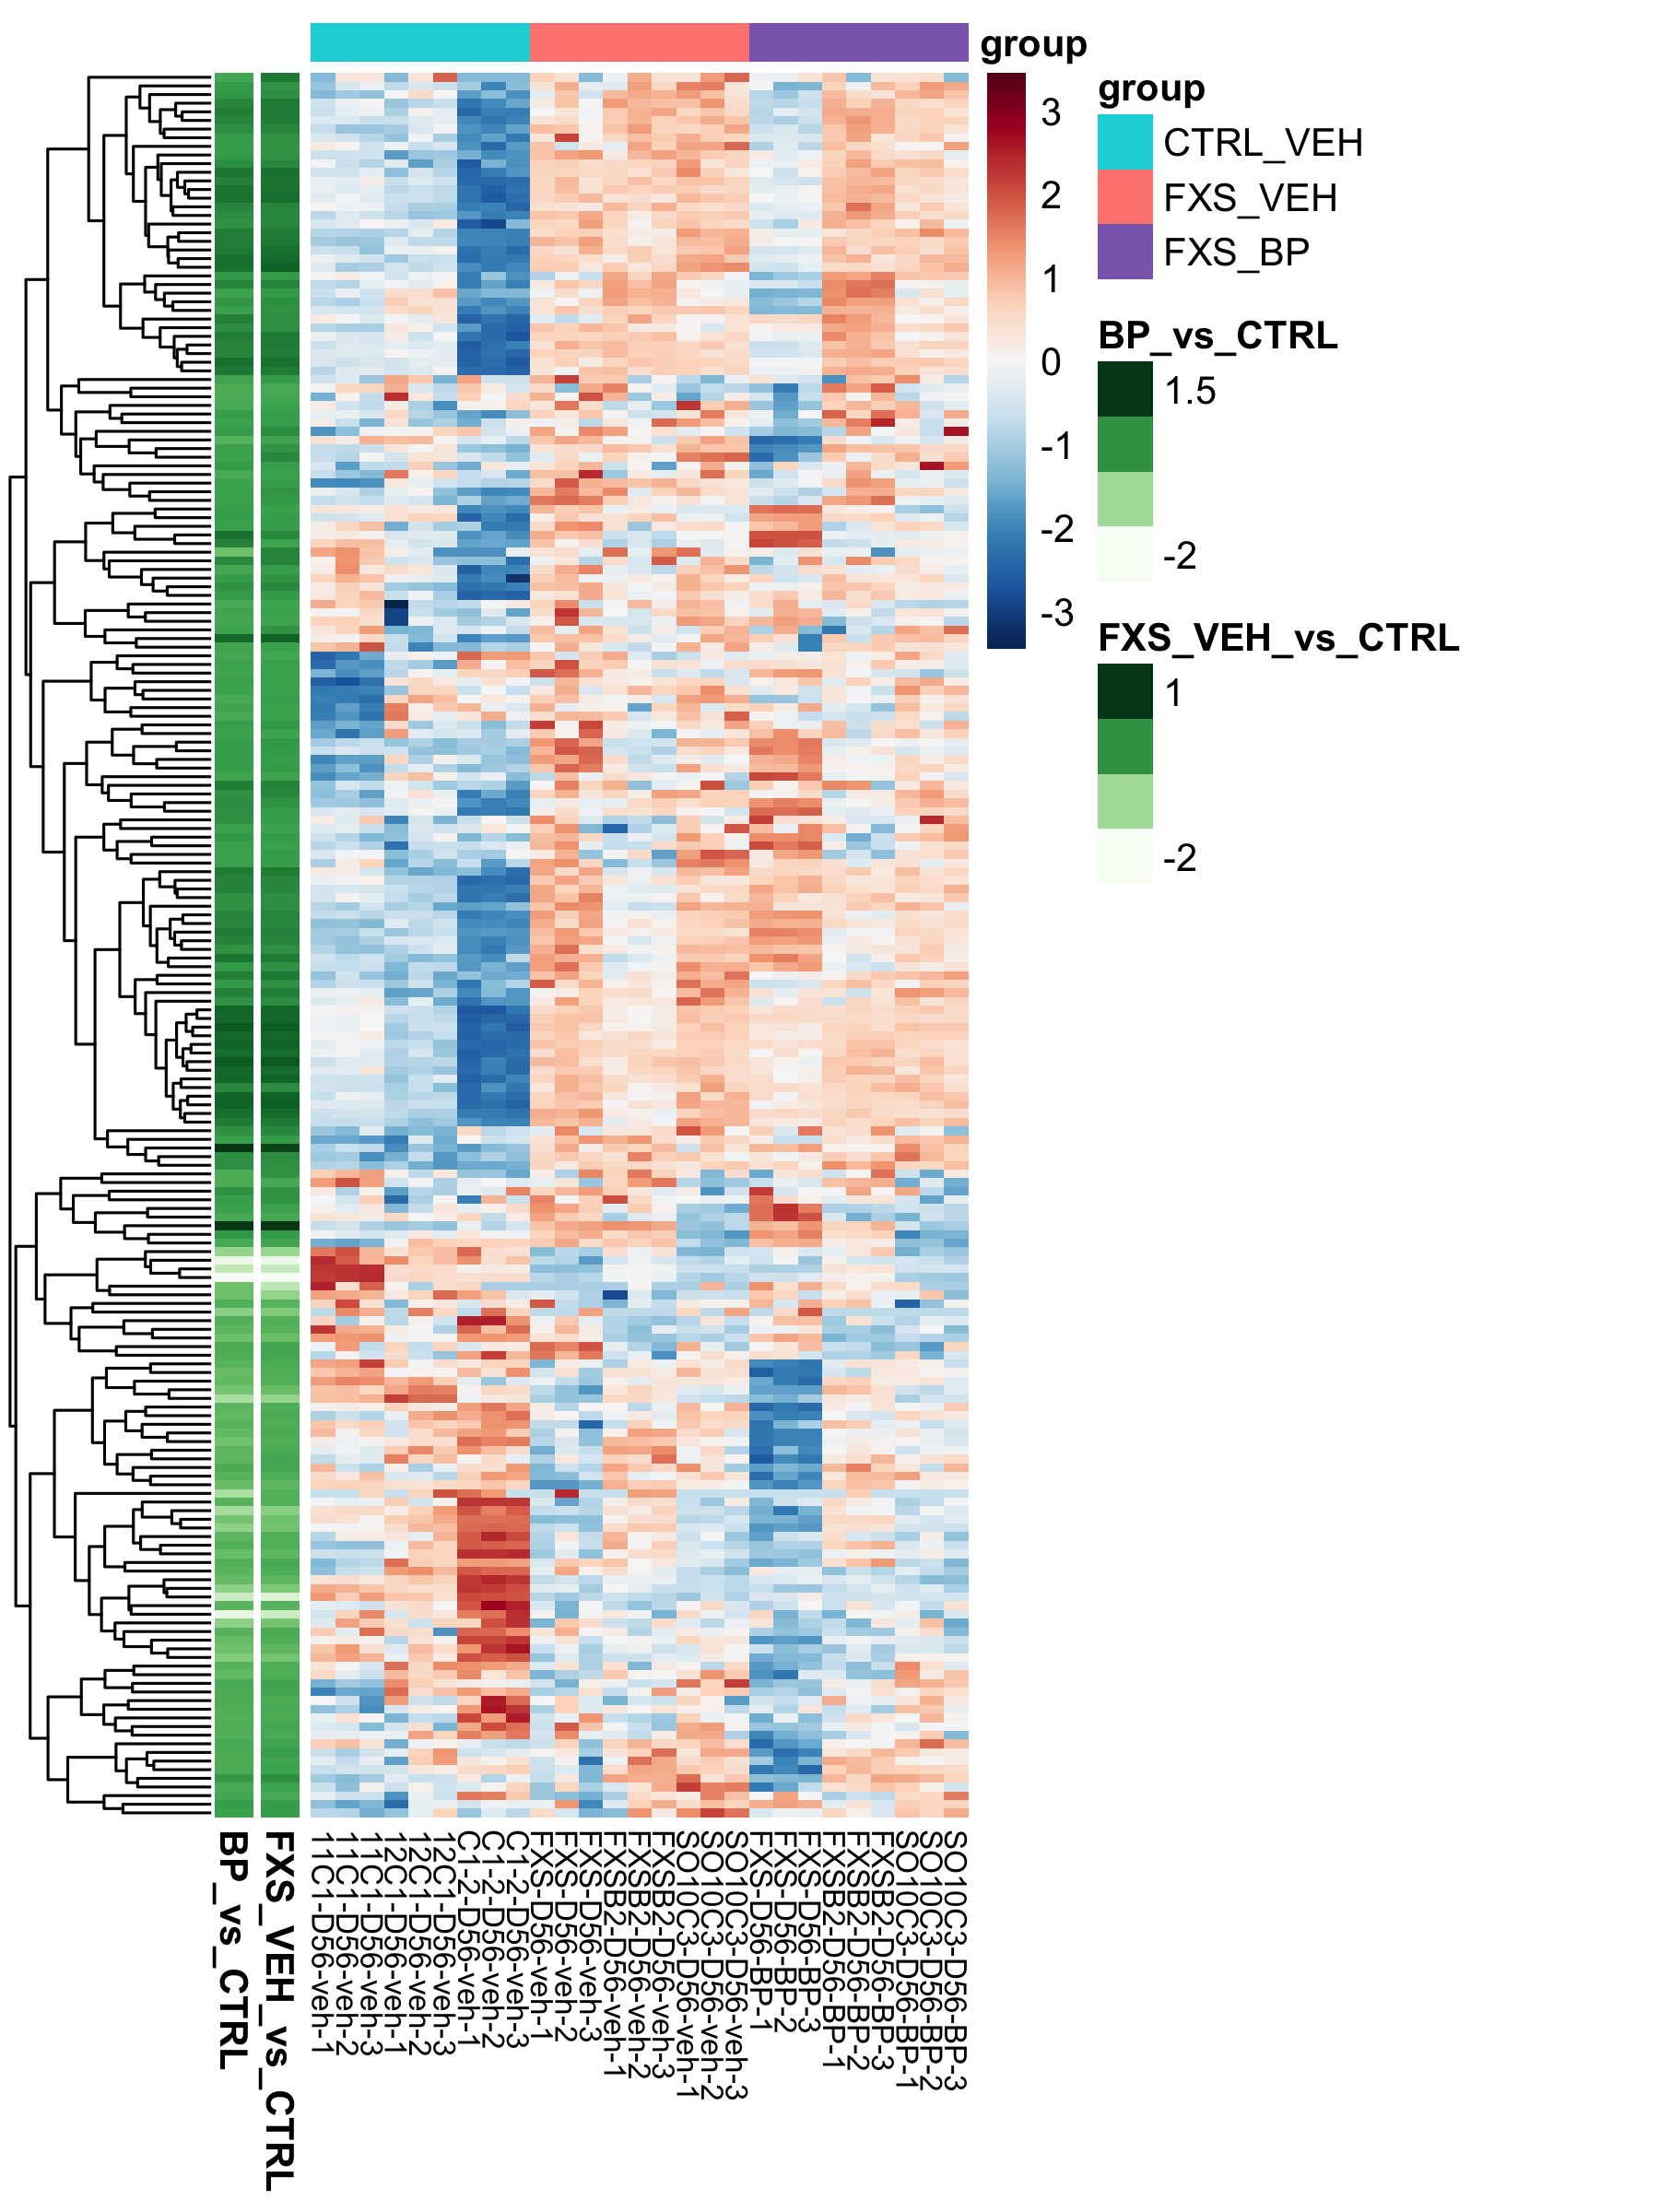 group
3
2
1
0
-1
-2
-3
group
CTRL_VEH
FXS_VEH
FXS_BP
BP_vs_CTRL
1.5
-2
FXS_VEH_vs_CTRL
1
-2
BP_vs_CTRL
FXS_VEH_vs_CTRL
11C1-D56-veh-1
11C1-D56-veh-2
11C1-D56-veh-3
12C1-D56-veh-1
12C1-D56-veh-2
12C1-D56-veh-3
C1-2-D56-veh-1
C1-2-D56-veh-2
C1-2-D56-veh-3
FXS-D56-veh-1
FXS-D56-veh-2
FXS-D56-veh-3
FXSB2-D56-veh-1
FXSB2-D56-veh-2
FXSB2-D56-veh-3
SO10C3-D56-veh-1
SO10C3-D56-veh-2
SO10C3-D56-veh-3
FXS-D56-BP-1
FXS-D56-BP-2
FXS-D56-BP-3
FXSB2-D56-BP-1
FXSB2-D56-BP-2
FXSB2-D56-BP-3
SO10C3-D56-BP-1
SO10C3-D56-BP-2
SO10C3-D56-BP-3